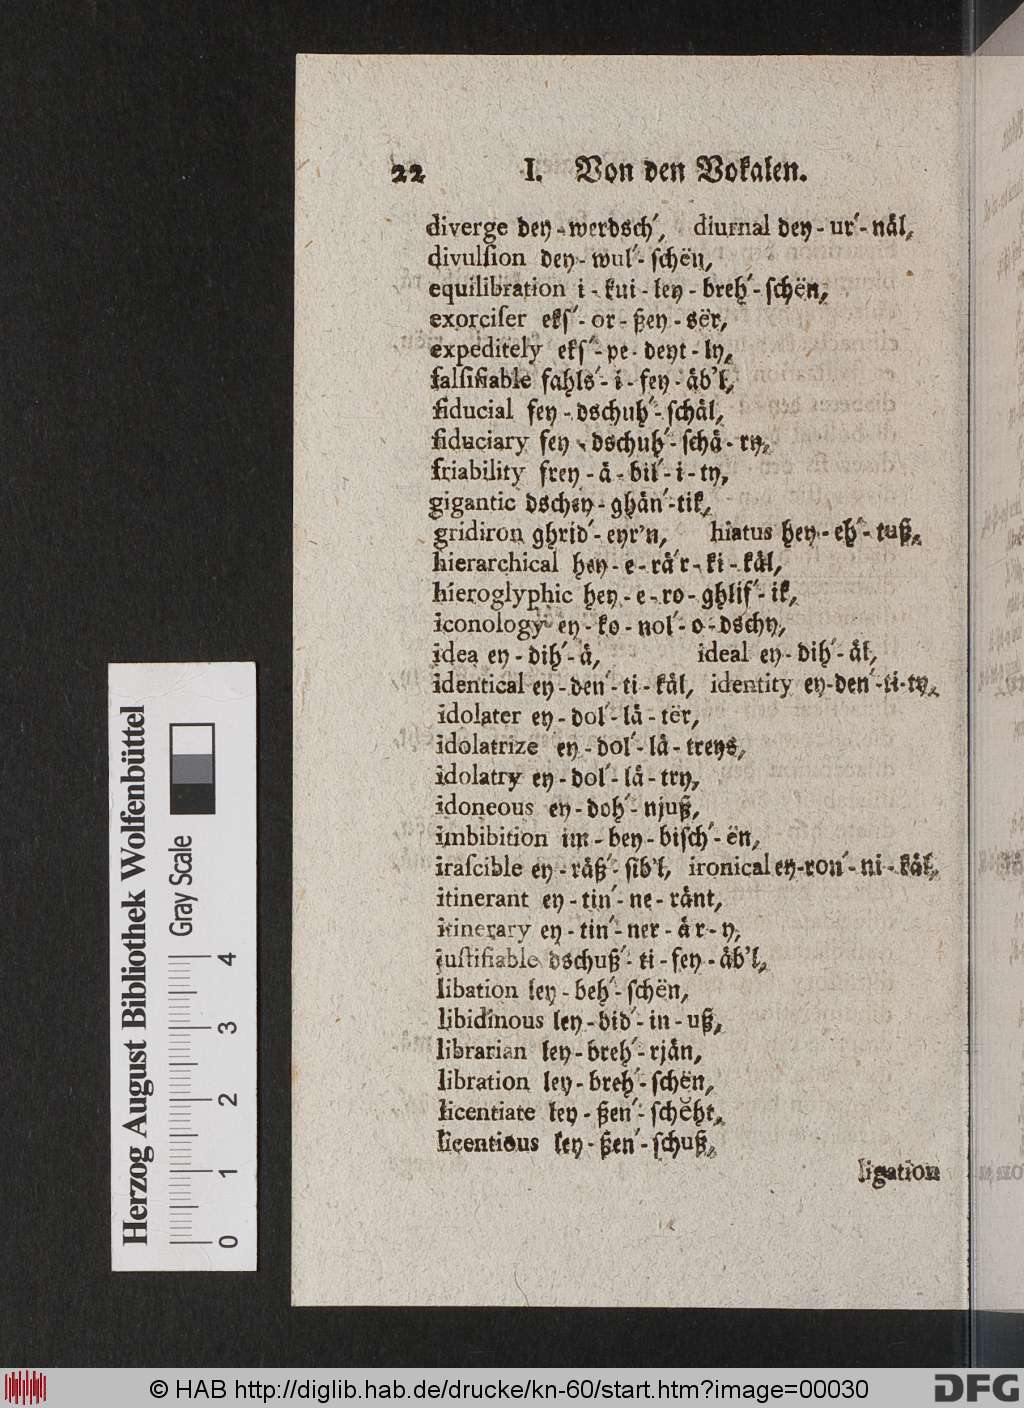 22 I. Von den Vokalen.
diverge dey-werdsch´, diurnal dey-ur´-nål,
divulſion dey-wul´-ſchën,
equilibration i-kui-ley-breh´-ſchën,
exorciſer ekſ´-or-ßey-sër,
expeditely ekſ´-pe-deyt-ly,
falſifiable fahls´-i-fey-åb'l,
fiducial fey-dschuh´-ſchål,
fiduciary fey-dschuh´-ſchå-ry,
friability frey-å-bil´-i-ty,
gigantic dschey-ghån´-tik,
gridiron ghrid´-eyr'n, hiatus hey-eh´-tuß,
hierarchical hey-e-rå´r-ki-kål,
hieroglyphic hey-e-ro-ghlif´-ik,
iconology ey-ko-nol´-o-dschy,
idea ey-dih´-å, ideal ey-dih´-ål,
identical ey-den´-ti-kål, identity ey-den´-ti-ty,
idolater ey-dol´-lå-tër,
idolatrize ey-dol´-lå-treys,
idolatry ey-dol´-lå-try,
idoneous ey-doh´-njuß,
imbibition im-bey-biſch´-ën,
iraſcible ey-råß´-ſib'l, ironical ey-ron´-ni-kål,
itinerant ey-tin´-ne-rånt,
itinerary ey-tin´-ner-år-y,
juſtifiable dschuß´-ti-fey-åb'l,
libation ley-beh´-ſchën,
libidinous ley-did´-in-uß,
librarian ley-breh´-rjån,
libration ley-breh´-ſchën,
licentiate ley-ßen´-ſchĕht,
licentious ley-ßen´-ſchuß,
ligation
Herzog August Bibliothek Wolfenbüttel
Gray Scale
0 1 2 3 4
© HAB http://diglib.hab.de/drucke/kn-60/start.htm?image=00030
DFG